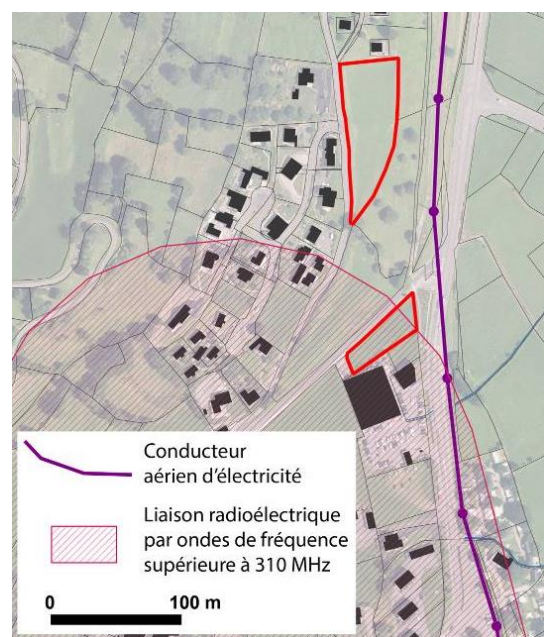 Conducteur
aérien d'électricité
Liaison radioélectrique
par ondes de fréquence
supérieure à 310 MHz
0 100 m